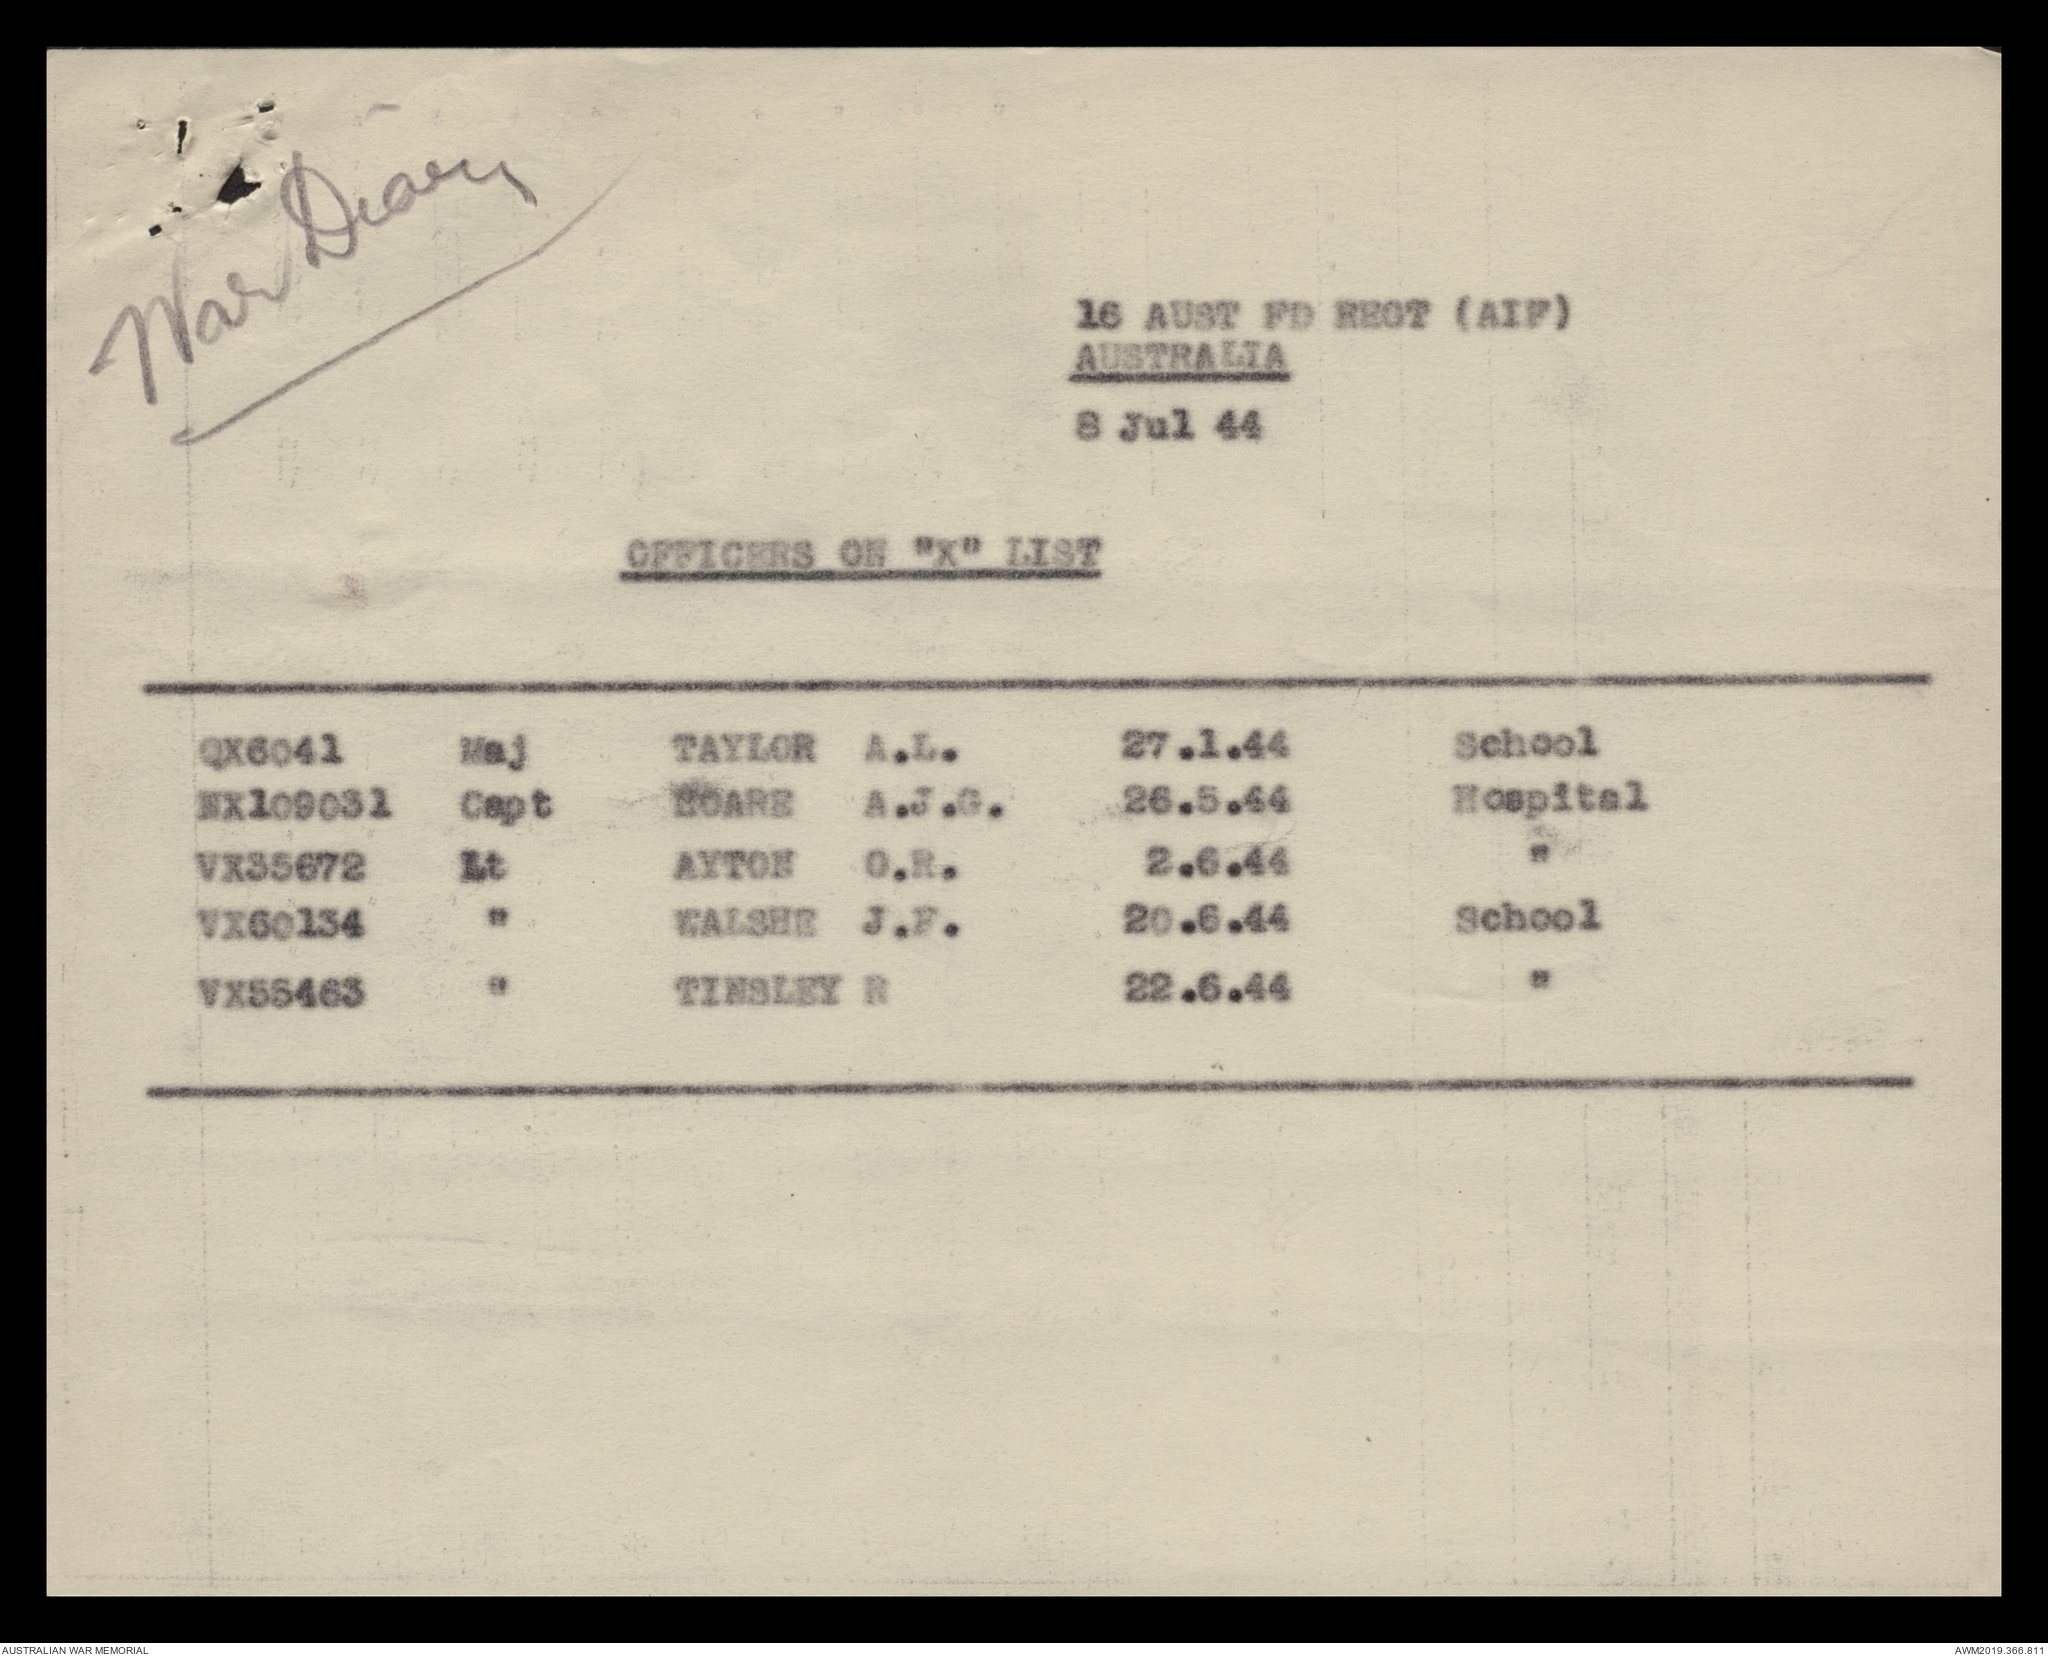 War Diary
16 AUST FD REGT (AIF)
AUSTRALIA
8 Jul 44
OFFICERS ON "X" LIST
QX6041 Maj TAYLOR A.L. 27.1.44 School
NX109031 Capt HOARE A.J.G. 26.5.44 Hospital
VX35672 Lt AYTON G.R. 2.6.44 "
VX60134 " WALSHE J.F. 20.6.44 School
VX55463 " TINSLEY R 22.6.44 "
AUSTRALIAN WAR MEMORIAL AWM2019.366.811